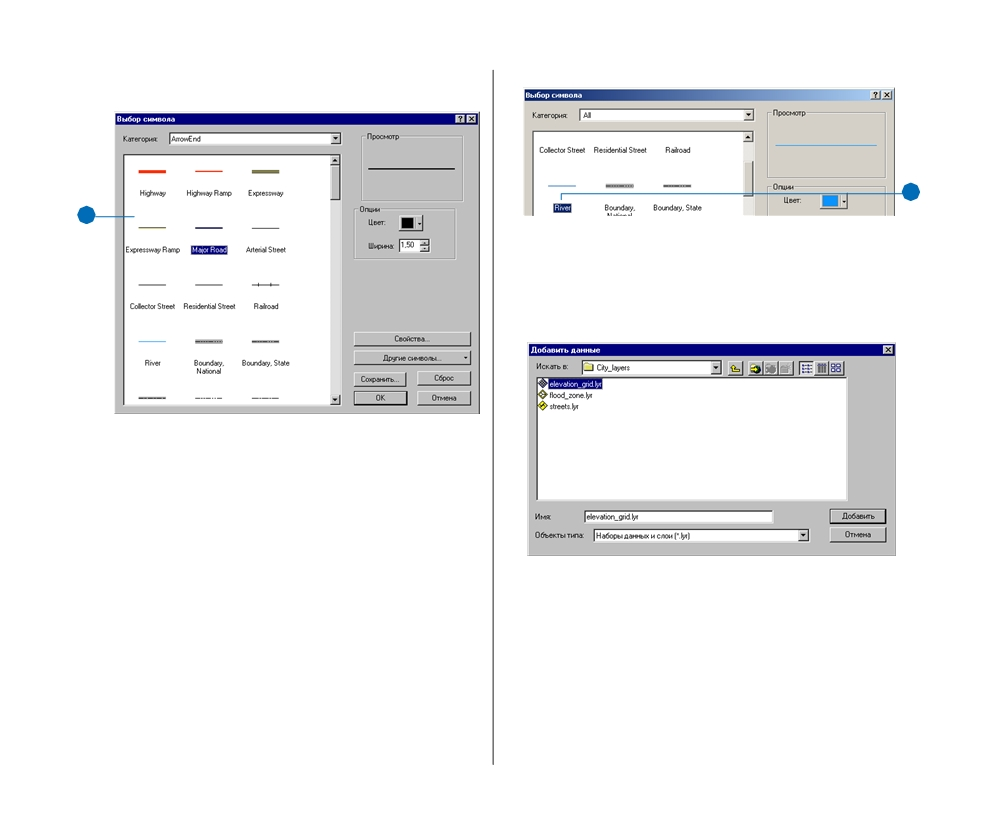 Выбор символа
Категория: ArrowEnd
Просмотр
Highway Highway Ramp Expressway
Опции
Цвет:
Ширина: 1,50
Expressway Ramp Major Road Arterial Street
Collector Street Residential Street Railroad
River Boundary, National Boundary, State
Свойства...
Другие символы...
Сохранить... Сброс
OK Отмена
Выбор символа
Категория: All
Просмотр
Collector Street Residential Street Railroad
Опции
Цвет:
River Boundary, National Boundary, State
Добавить данные
Искать в: City_layers
elevation_grid.lyr
flood_zone.lyr
streets.lyr
Имя: elevation_grid.lyr
Добавить
Объекты типа: Наборы данных и слои (*.lyr)
Отмена